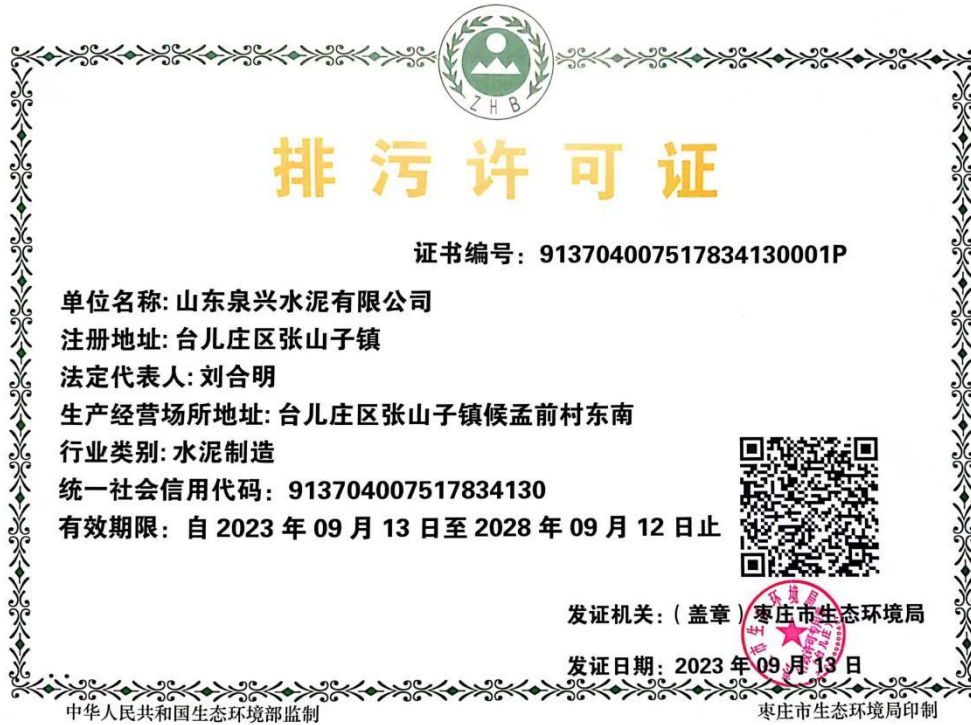 ZHB
排污许可证
证书编号：913704007517834130001P
单位名称: 山东泉兴水泥有限公司
注册地址: 台儿庄区张山子镇
法定代表人: 刘合明
生产经营场所地址: 台儿庄区张山子镇候孟前村东南
行业类别: 水泥制造
统一社会信用代码：913704007517834130
有效期限：自 2023 年 09 月 13 日至 2028 年 09 月 12 日止
发证机关：（盖章）枣庄市生态环境局
发证日期：2023 年 09 月 13 日
中华人民共和国生态环境部监制
枣庄市生态环境局印制